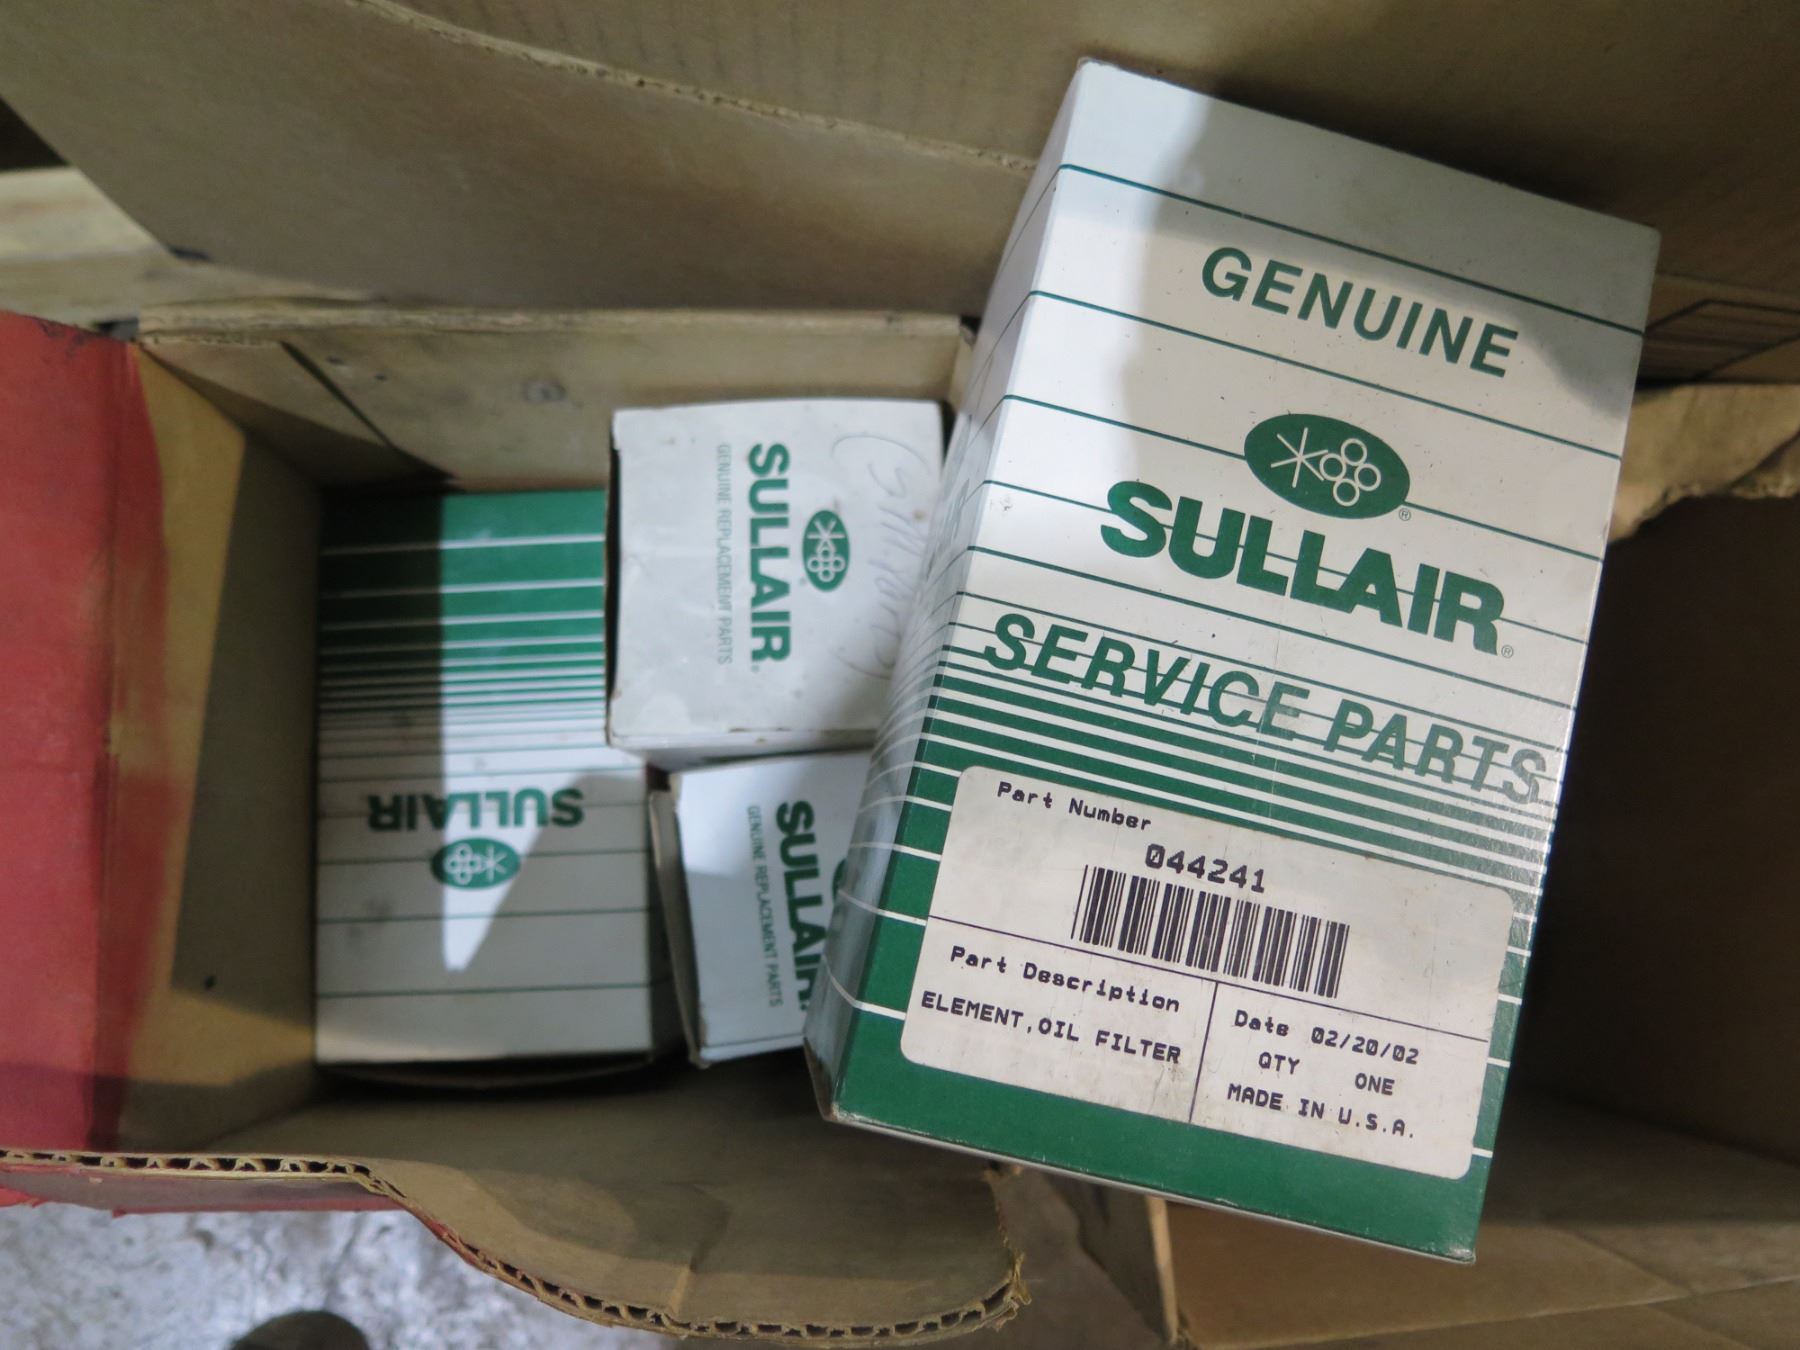 GENUINE
SULLAIR®
SERVICE PARTS
Part Number
044241
Part Description
ELEMENT,OIL FILTER
Date 02/20/02
QTY ONE
MADE IN U.S.A.
SULLAIR®
GENUINE REPLACEMENT PARTS
SULLAIR
GENUINE REPLACEMENT PARTS
SULLAIR